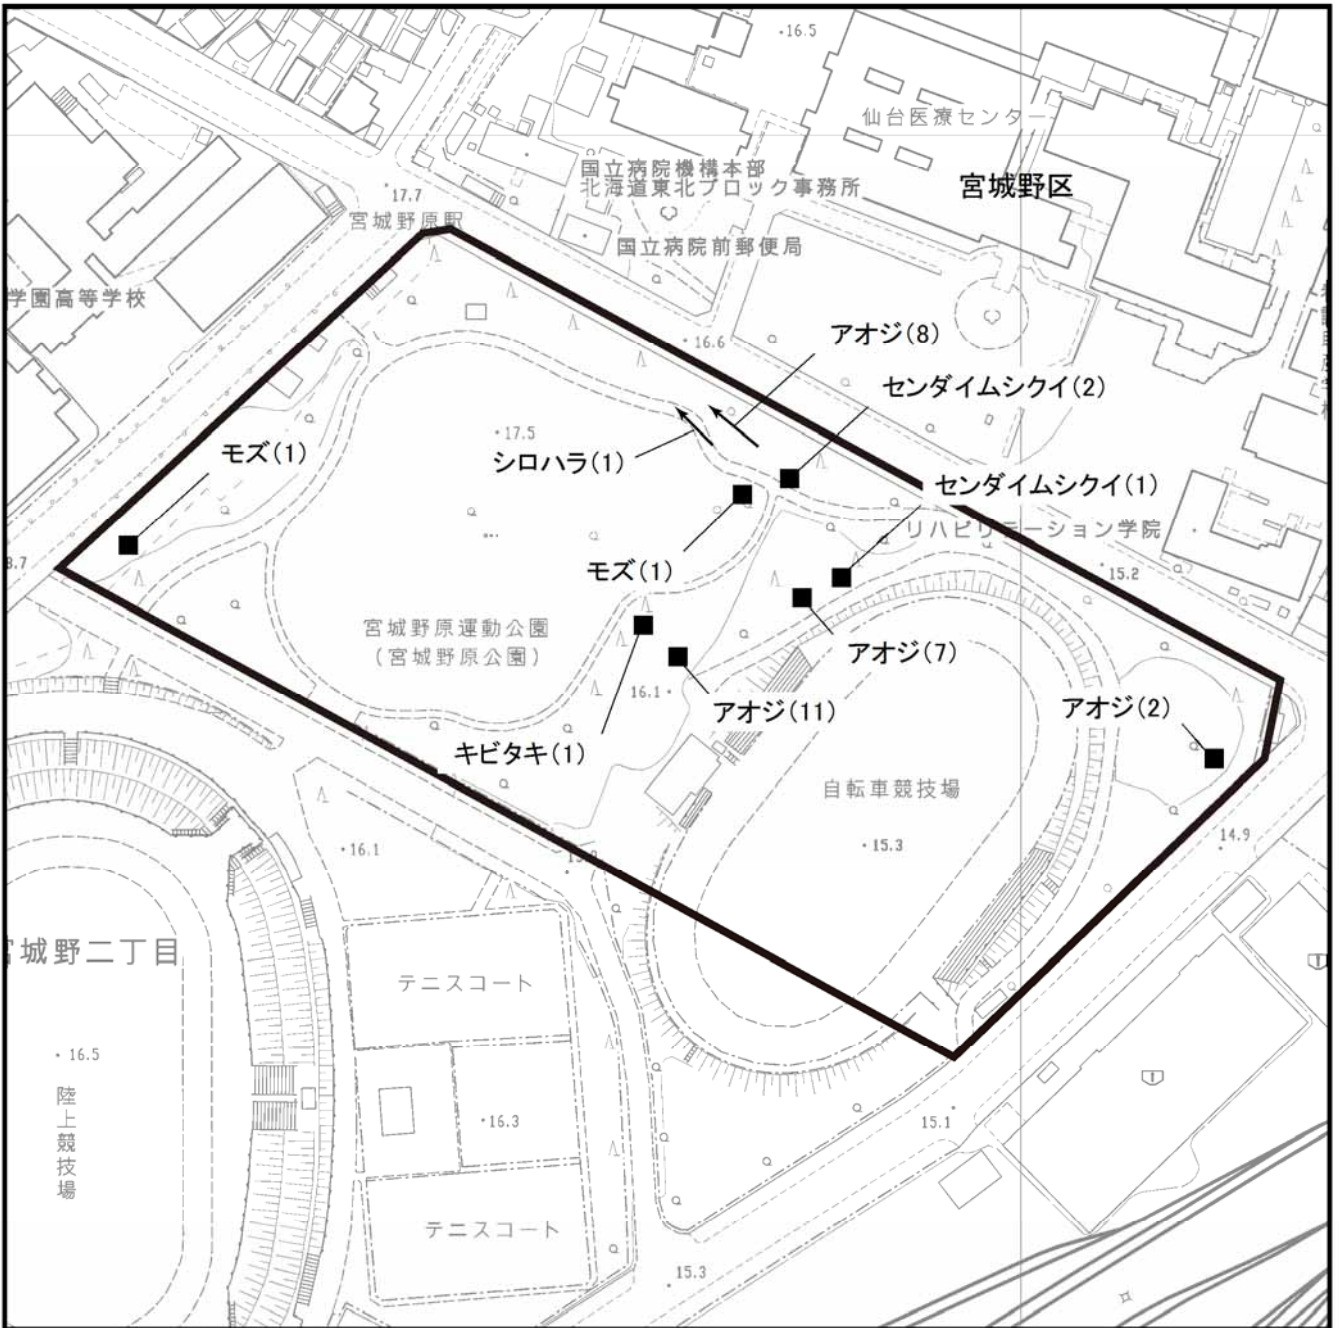 16.5
仙台医療センター
国立病院機構本部
北海道東北ブロック事務所
宮城野区
17.7
宮城野原駅
国立病院前郵便局
学園高等学校
アオジ(8)
16.6
センダイムシクイ(2)
17.5
モズ(1)
シロハラ(1)
センダイムシクイ(1)
リハビリテーション学院
8.7
モズ(1)
15.2
宮城野原運動公園
(宮城野原公園)
アオジ(7)
16.1
アオジ(11)
アオジ(2)
キビタキ(1)
自転車競技場
14.9
16.1
15.3
城野二丁目
テニスコート
16.5
陸上競技場
16.3
15.1
テニスコート
15.3